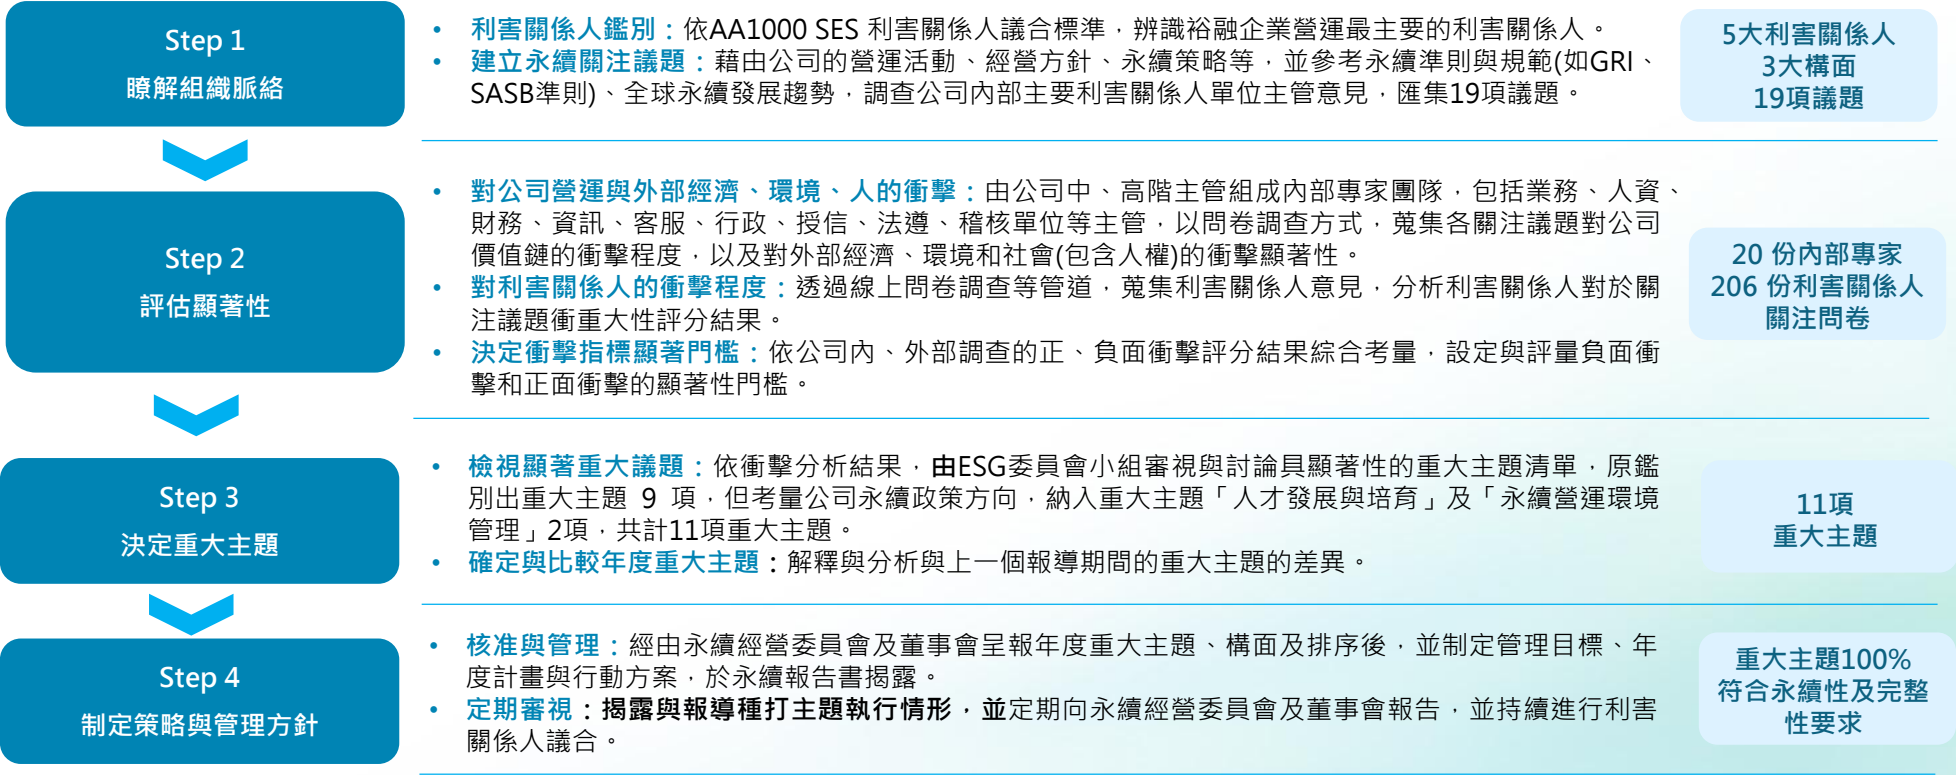 Step 1
瞭解組織脈絡
• 利害關係人鑑別：依AA1000 SES 利害關係人議合標準，辨識裕融企業營運最主要的利害關係人。
• 建立永續關注議題：藉由公司的營運活動、經營方針、永續策略等，並參考永續準則與規範(如GRI、
SASB準則)、全球永續發展趨勢，調查公司內部主要利害關係人單位主管意見，匯集19項議題。
5大利害關係人
3大構面
19項議題
Step 2
評估顯著性
• 對公司營運與外部經濟、環境、人的衝擊：由公司中、高階主管組成內部專家團隊，包括業務、人資、
財務、資訊、客服、行政、授信、法遵、稽核單位等主管，以問卷調查方式，蒐集各關注議題對公司
價值鏈的衝擊程度，以及對外部經濟、環境和社會(包含人權)的衝擊顯著性。
• 對利害關係人的衝擊程度：透過線上問卷調查等管道，蒐集利害關係人意見，分析利害關係人對於關
注議題衝重大性評分結果。
• 決定衝擊指標顯著門檻：依公司內、外部調查的正、負面衝擊評分結果綜合考量，設定與評量負面衝
擊和正面衝擊的顯著性門檻。
20 份內部專家
206 份利害關係人
關注問卷
Step 3
決定重大主題
• 檢視顯著重大議題：依衝擊分析結果，由ESG委員會小組審視與討論具顯著性的重大主題清單，原鑑
別出重大主題 9 項，但考量公司永續政策方向，納入重大主題「人才發展與培育」及「永續營運環境
管理」2項，共計11項重大主題。
• 確定與比較年度重大主題：解釋與分析與上一個報導期間的重大主題的差異。
11項
重大主題
Step 4
制定策略與管理方針
• 核准與管理：經由永續經營委員會及董事會呈報年度重大主題、構面及排序後，並制定管理目標、年
度計畫與行動方案，於永續報告書揭露。
• 定期審視：揭露與報導種打主題執行情形，並定期向永續經營委員會及董事會報告，並持續進行利害
關係人議合。
重大主題100%
符合永續性及完整
性要求